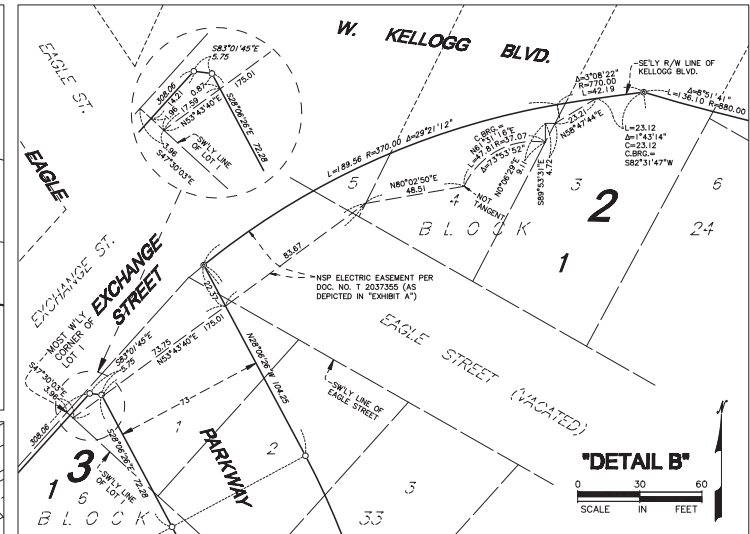 W. KELLOGG BLVD.
EAGLE ST.
S83°01'45"E
5.75
308.06
14.21
0.87
175.01
1.96
17.59
N53°43'40"E
S28°06'26"E
72.28
SW'LY LINE
OF LOT 1
3.96
S47°30'03"E
EAGLE
Δ=3°08'22"
R=770.00
L=42.19
SE'LY R/W LINE OF
KELLOGG BLVD.
Δ=8°51'41"
L=136.10 R=880.00
L=189.56 R=370.00 Δ=29°21'12"
C.BRG.=
N61°31'16"E
R=37.07
Δ=73°53'52"
23.21
N58°47'44"E
L=23.12
Δ=1°43'14"
C=23.12
C.BRG.=
S82°31'47"W
N0°06'29"E
9.11
S89°53'31"E
4.72
N80°02'50"E
48.51
NOT
TANGENT
5
4
3
2
6
BLOCK
24
1
EXCHANGE ST.
EXCHANGE
STREET
83.67
NSP ELECTRIC EASEMENT PER
DOC. NO. T 2037355 (AS
DEPICTED IN "EXHIBIT A")
MOST W'LY
CORNER OF
LOT 1
22.37
S83°01'45"E
5.75
73.75
175.01
N53°43'40"E
S47°30'03"E
3.96
N28°06'26"W 104.25
EAGLE STREET (VACATED)
SW'LY LINE OF
EAGLE STREET
73
308.06
S28°06'26"E
72.28
1
PARKWAY
2
3
3
SW'LY LINE
OF LOT 1
1
6
BLOCK
33
"DETAIL B"
0 30 60
SCALE IN FEET
N